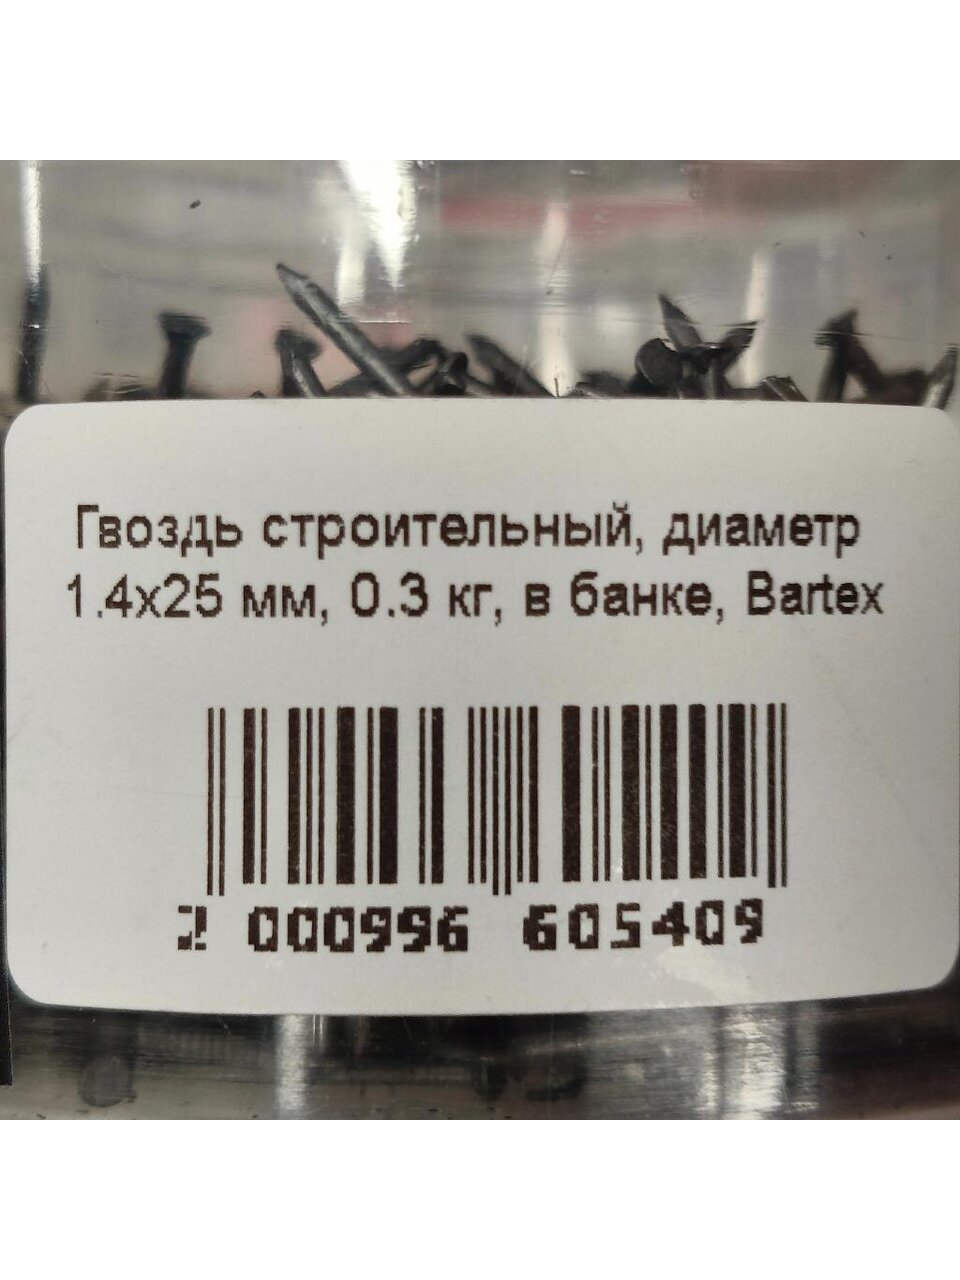 Гвоздь строительный, диаметр
1.4x25 мм, 0.3 кг, в банке, Bartex
2 000996 605409